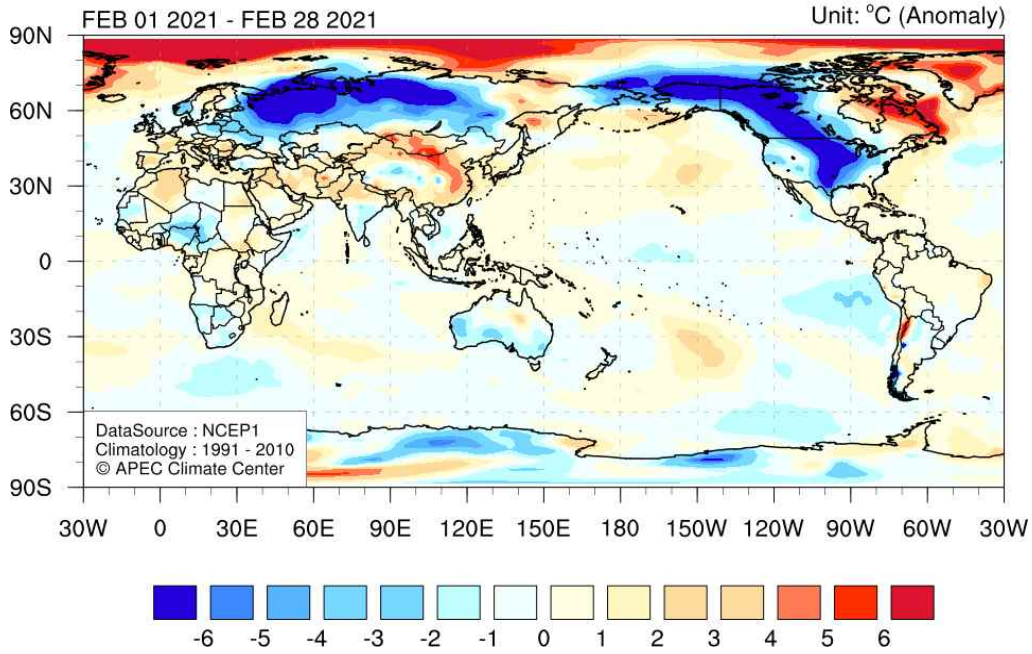 FEB 01 2021 - FEB 28 2021
Unit: °C (Anomaly)
90N
60N
30N
0
30S
60S
90S
DataSource : NCEP1
Climatology : 1991 - 2010
© APEC Climate Center
30W 0 30E 60E 90E 120E 150E 180 150W 120W 90W 60W 30W
-6 -5 -4 -3 -2 -1 0 1 2 3 4 5 6